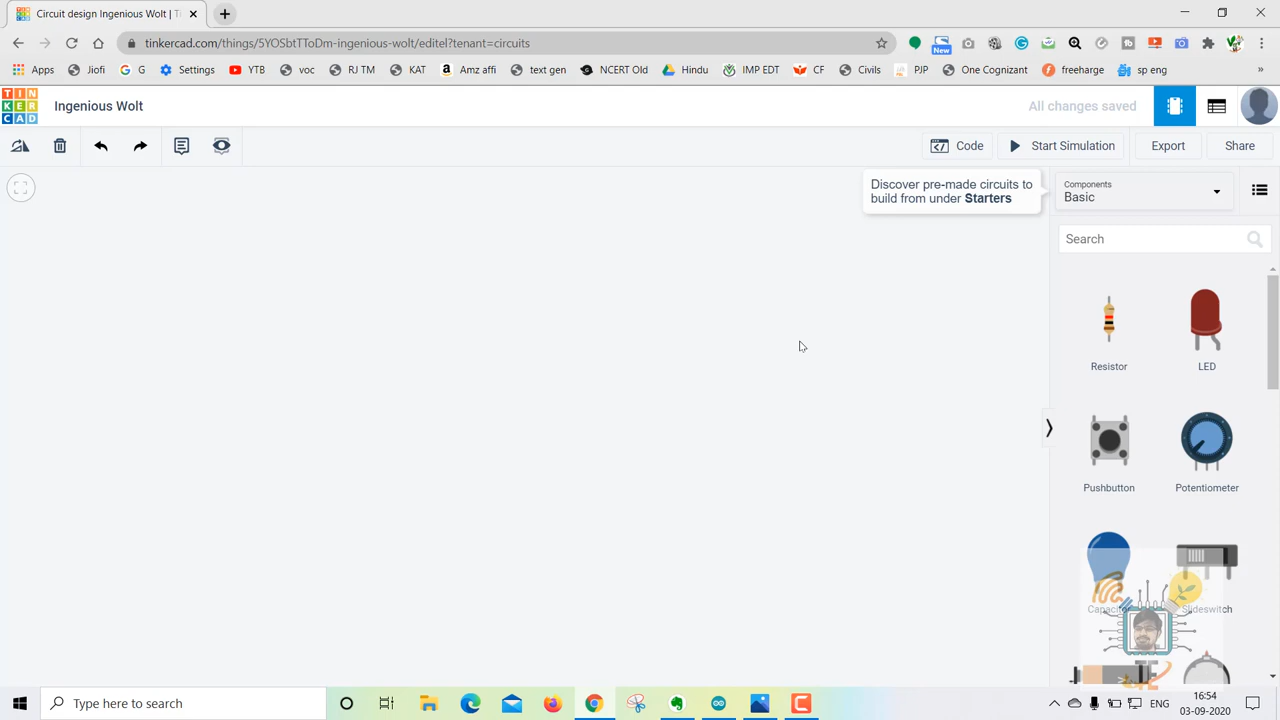 Circuit design Ingenious Wolt | Ti
tinkercad.com/things/5YOSbtTToDm-ingenious-wolt/editel?tenant=circuits
New
Apps
Jiofi
G
Settings
YTB
voc
RJ TM
KAT
Amz affi
text gen
NCERT Old
Hindu
IMP EDT
CF
Civils
PJP
One Cognizant
freeharge
sp eng
»
TIN
KER
CAD
Ingenious Wolt
All changes saved
Code
Start Simulation
Export
Share
Discover pre-made circuits to
build from under Starters
Components
Basic
Search
Resistor
LED
Pushbutton
Potentiometer
Capacitor
Slideswitch
Type here to search
ENG
16:54
03-09-2020